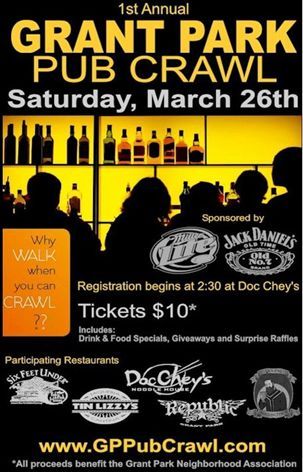 1st Annual
GRANT PARK
PUB CRAWL
Saturday, March 26th
Sponsored by
Miller
Lite
JACK DANIEL'S
OLD TIME
Old
No.7
BRAND
Why
WALK
when
you can
CRAWL
??
Registration begins at 2:30 at Doc Chey's
Tickets $10*
Includes:
Drink & Food Specials, Giveaways and Surprise Raffles
Participating Restaurants
SIX FEET UNDER
TIN LIZZY'S
Doc Chey's
NOODLE HOUSE
GRANT PARK
Republic
www.GPPubCrawl.com
*All proceeds benefit the Grant Park Neighborhood Association